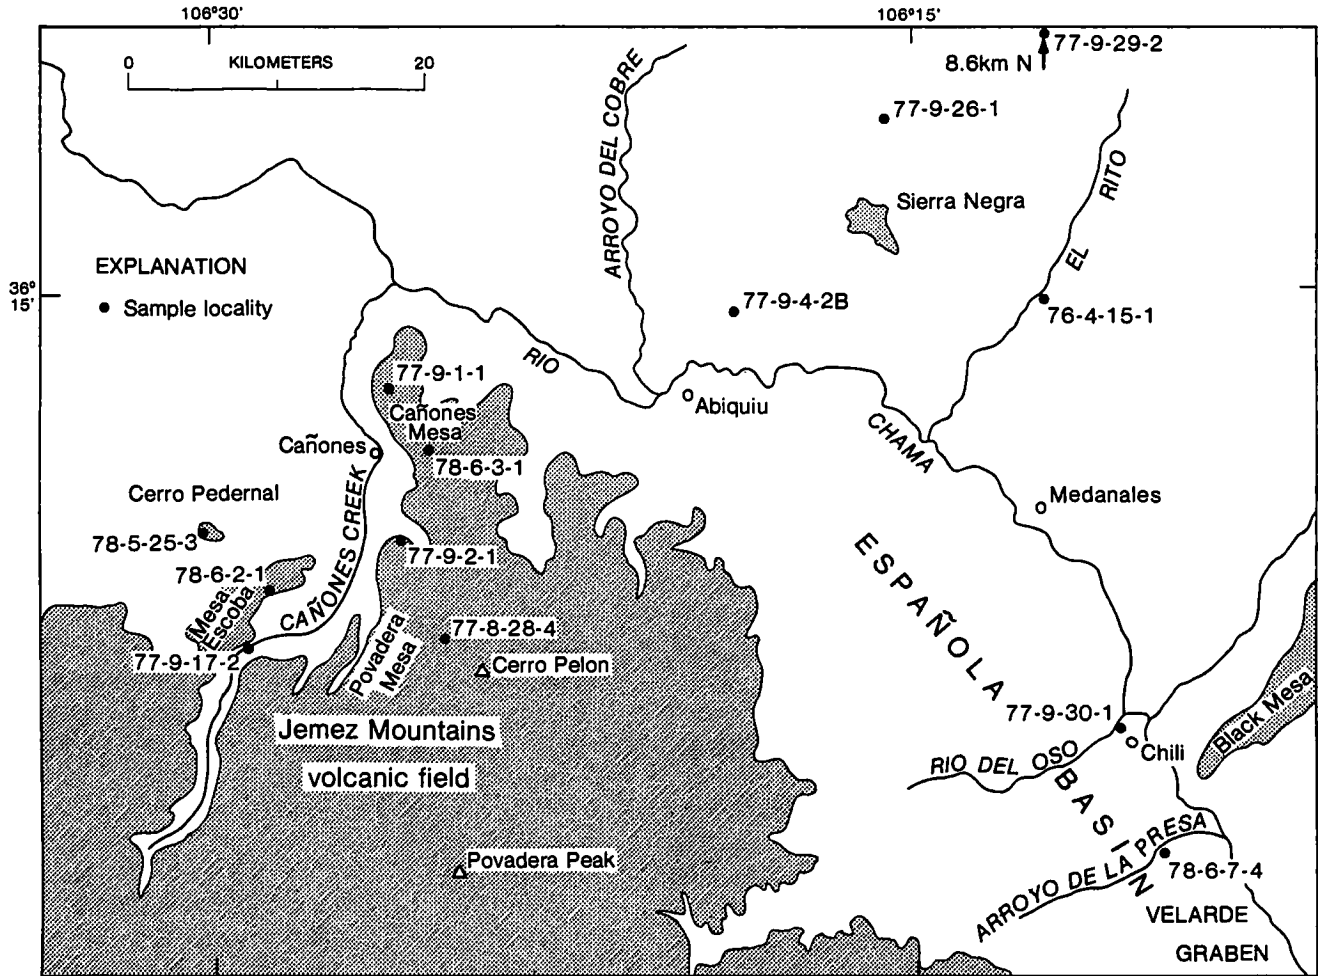 106°30'
106°15'
0 KILOMETERS 20
77-9-29-2
8.6km N
77-9-26-1
ARROYO DEL COBRE
EL RITO
Sierra Negra
EXPLANATION
Sample locality
36°
15'
77-9-4-2B
76-4-15-1
RIO CHAMA
77-9-1-1
Cañones
Mesa
Abiquiu
Cañones
78-6-3-1
Cerro Pedernal
Medanales
78-5-25-3
77-9-2-1
CAÑONES CREEK
78-6-2-1
Mesa
Escoba
77-8-28-4
77-9-17-2
Povadera
Mesa
Cerro Pelon
ESPAÑOLA BASIN
77-9-30-1
Black Mesa
Jemez Mountains
volcanic field
RIO DEL OSO
Chili
ARROYO DE LA PRESA
Povadera Peak
78-6-7-4
VELARDE
GRABEN